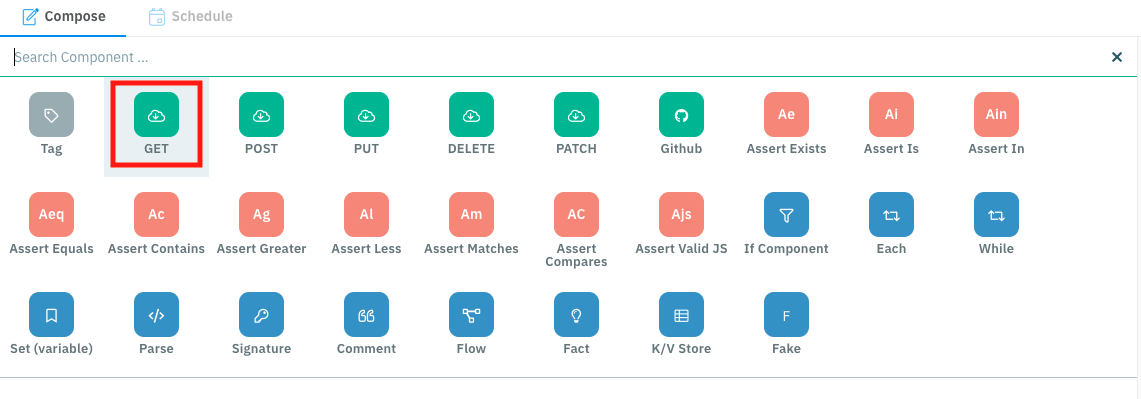 Compose
Schedule
Search Component ...
Tag
GET
POST
PUT
DELETE
PATCH
Github
Ae
Assert Exists
Ai
Assert Is
Ain
Assert In
Aeq
Assert Equals
Ac
Assert Contains
Ag
Assert Greater
Al
Assert Less
Am
Assert Matches
AC
Assert
Compares
Ajs
Assert Valid JS
If Component
Each
While
Set (variable)
Parse
Signature
Comment
Flow
Fact
K/V Store
F
Fake